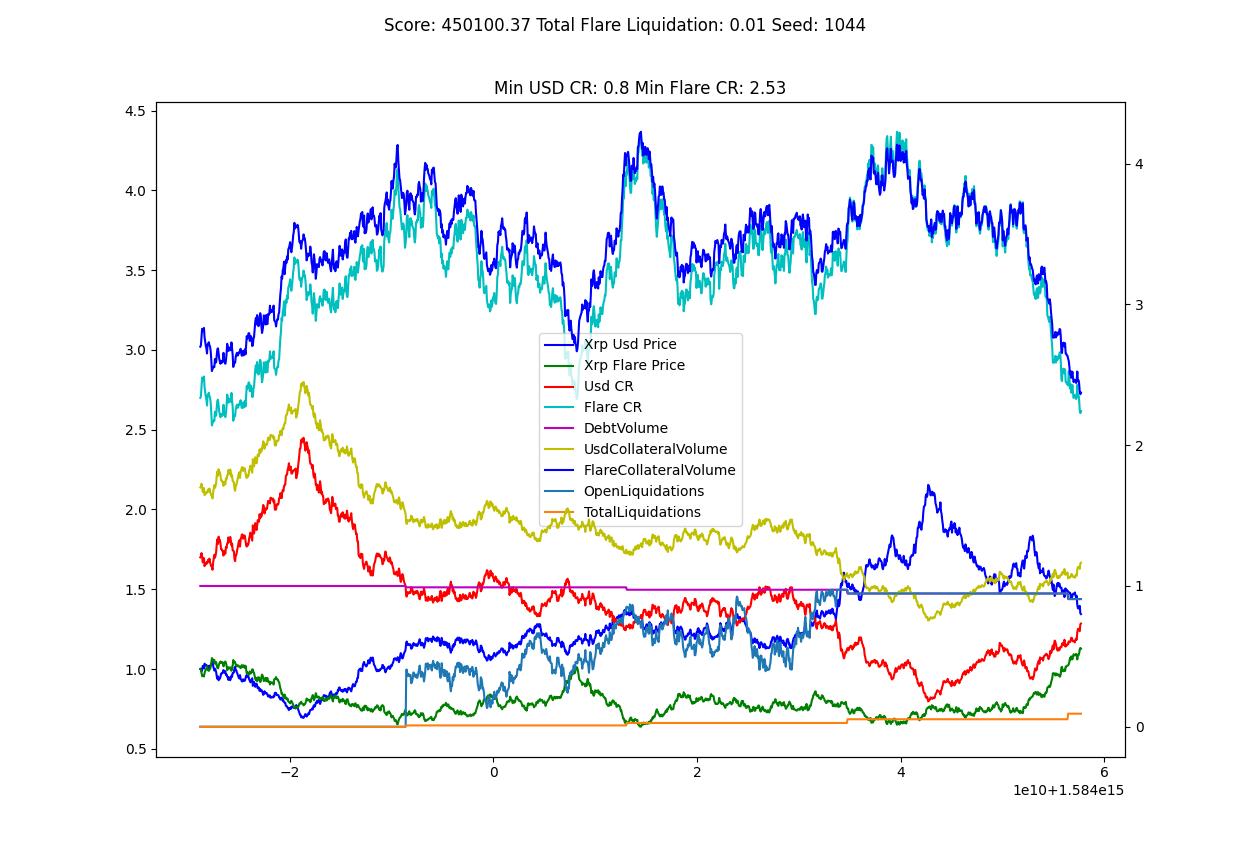 Score: 450100.37 Total Flare Liquidation: 0.01 Seed: 1044
Min USD CR: 0.8 Min Flare CR: 2.53
4.5
4.0
3.5
3.0
2.5
2.0
1.5
1.0
0.5
4
3
2
1
0
Xrp Usd Price
Xrp Flare Price
Usd CR
Flare CR
DebtVolume
UsdCollateralVolume
FlareCollateralVolume
OpenLiquidations
TotalLiquidations
−2
0
2
4
6
1e10+1.584e15